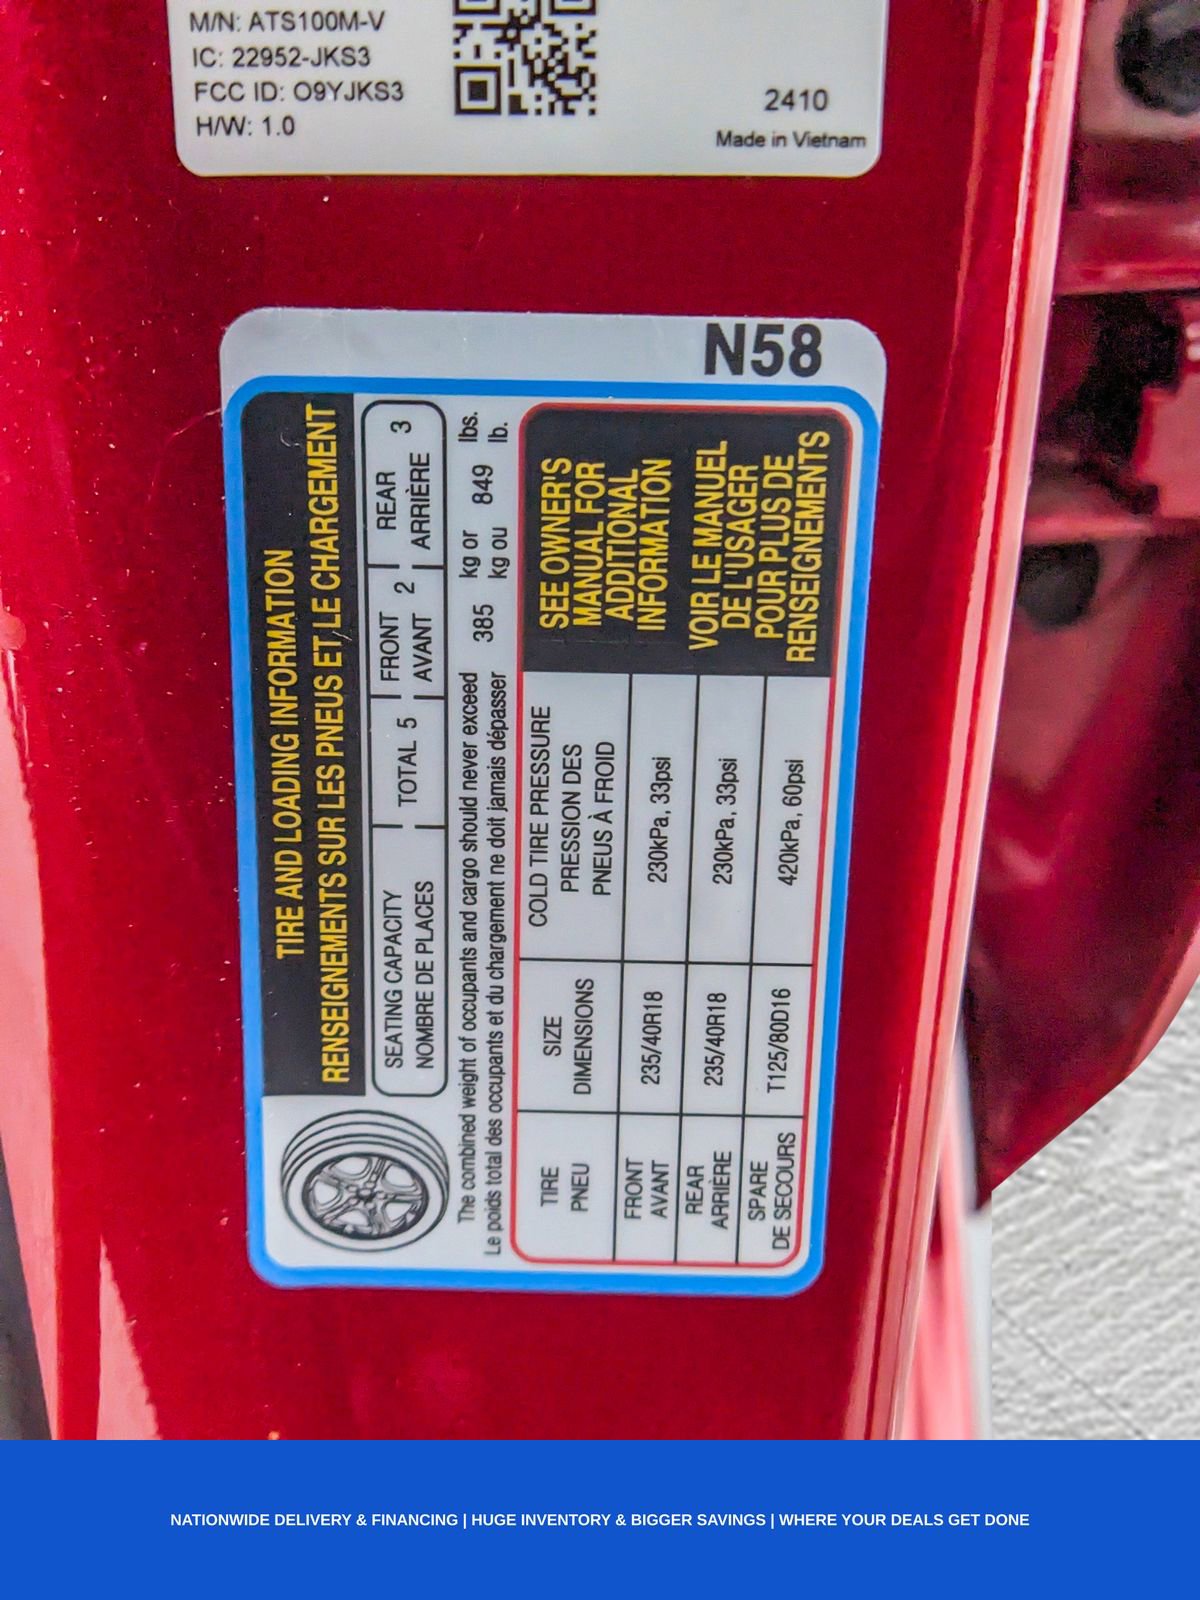 M/N: ATS100M-V
IC: 22952-JKS3
FCC ID: O9YJKS3
H/W: 1.0
2410
Made in Vietnam
N58
TIRE AND LOADING INFORMATION
RENSEIGNEMENTS SUR LES PNEUS ET LE CHARGEMENT
SEATING CAPACITY
NOMBRE DE PLACES
TOTAL 5
FRONT
AVANT 2
REAR
ARRIÈRE 3
The combined weight of occupants and cargo should never exceed 385 kg or 849 lbs.
Le poids total des occupants et du chargement ne doit jamais dépasser kg ou lb.
TIRE
PNEU
SIZE
DIMENSIONS
COLD TIRE PRESSURE
PRESSION DES
PNEUS À FROID
FRONT
AVANT
235/40R18
230kPa, 33psi
REAR
ARRIÈRE
235/40R18
230kPa, 33psi
SPARE
DE SECOURS
T125/80D16
420kPa, 60psi
SEE OWNER'S
MANUAL FOR
ADDITIONAL
INFORMATION
VOIR LE MANUEL
DE L'USAGER
POUR PLUS DE
RENSEIGNEMENTS
NATIONWIDE DELIVERY & FINANCING | HUGE INVENTORY & BIGGER SAVINGS | WHERE YOUR DEALS GET DONE